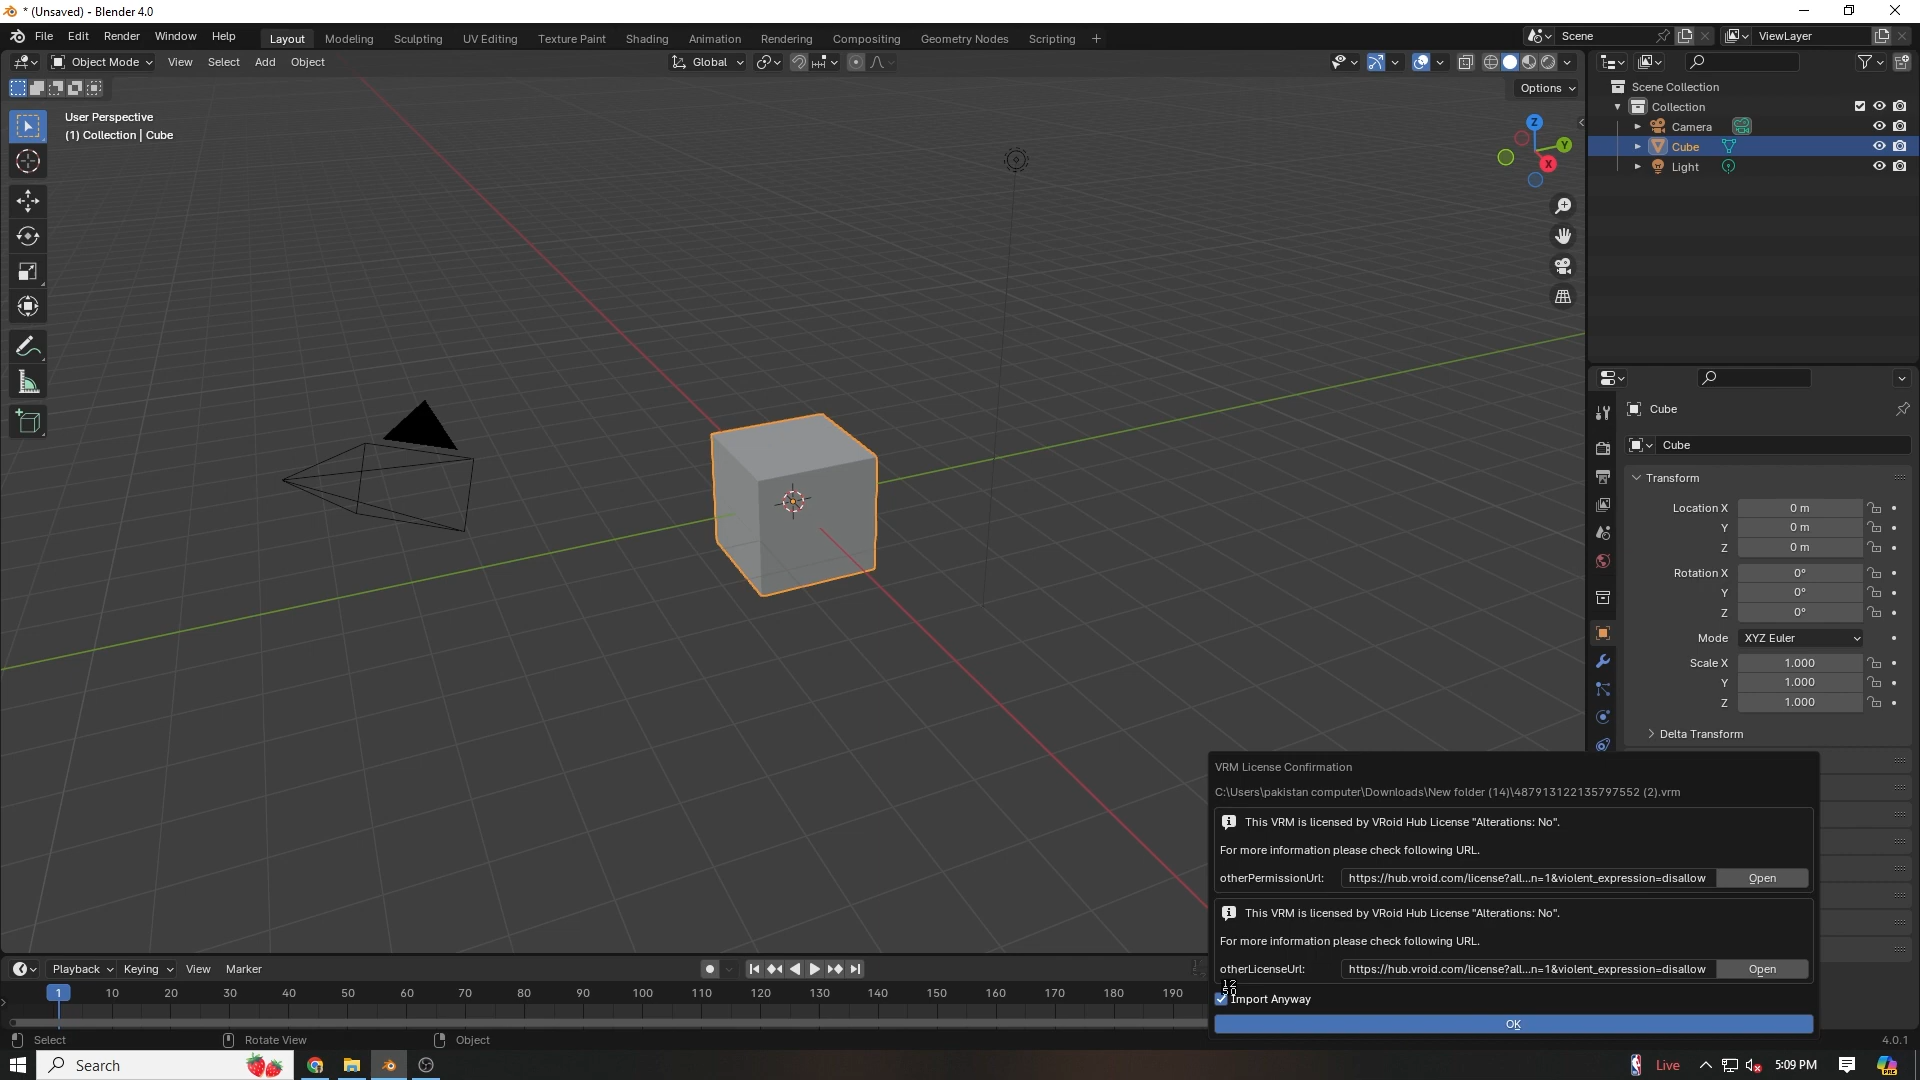 * (Unsaved) - Blender 4.0
File Edit Render Window Help
Layout Modeling Sculpting UV Editing Texture Paint Shading Animation Rendering Compositing Geometry Nodes Scripting +
Scene
ViewLayer
Object Mode View Select Add Object
Global
Options
User Perspective
(1) Collection | Cube
Z
Y
X
Scene Collection
Collection
Camera
Cube
Light
Cube
Cube
Transform
Location X 0 m
Y 0 m
Z 0 m
Rotation X 0°
Y 0°
Z 0°
Mode XYZ Euler
Scale X 1.000
Y 1.000
Z 1.000
Delta Transform
VRM License Confirmation
C:\Users\pakistan computer\Downloads\New folder (14)\487913122135797552 (2).vrm
This VRM is licensed by VRoid Hub License "Alterations: No".
For more information please check following URL.
otherPermissionUrl: https://hub.vroid.com/license?all...n=1&violent_expression=disallow Open
This VRM is licensed by VRoid Hub License "Alterations: No".
For more information please check following URL.
otherLicenseUrl: https://hub.vroid.com/license?all...n=1&violent_expression=disallow Open
12
50
Import Anyway
OK
Playback Keying View Marker
1 10 20 30 40 50 60 70 80 90 100 110 120 130 140 150 160 170 180 190
Select Rotate View Object
4.0.1
Search
Live
5:09 PM